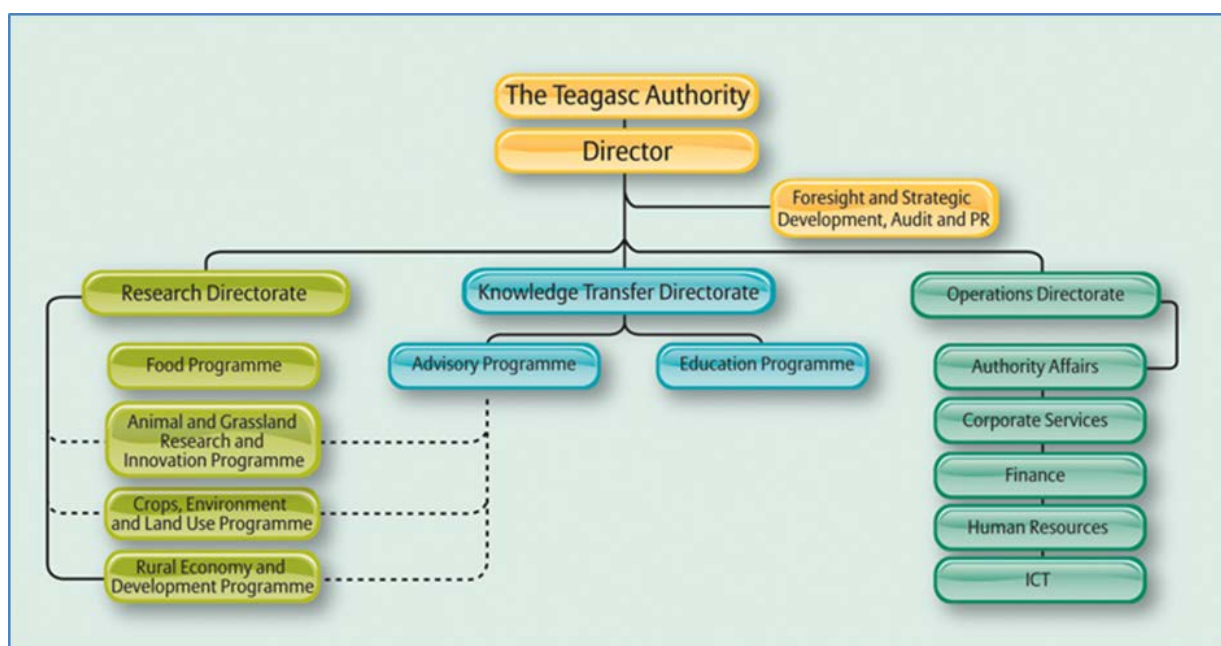 The Teagasc Authority
Director
Foresight and Strategic
Development, Audit and PR
Research Directorate
Knowledge Transfer Directorate
Operations Directorate
Food Programme
Advisory Programme
Education Programme
Authority Affairs
Animal and Grassland
Research and
Innovation Programme
Corporate Services
Finance
Crops, Environment
and Land Use Programme
Human Resources
Rural Economy and
Development Programme
ICT